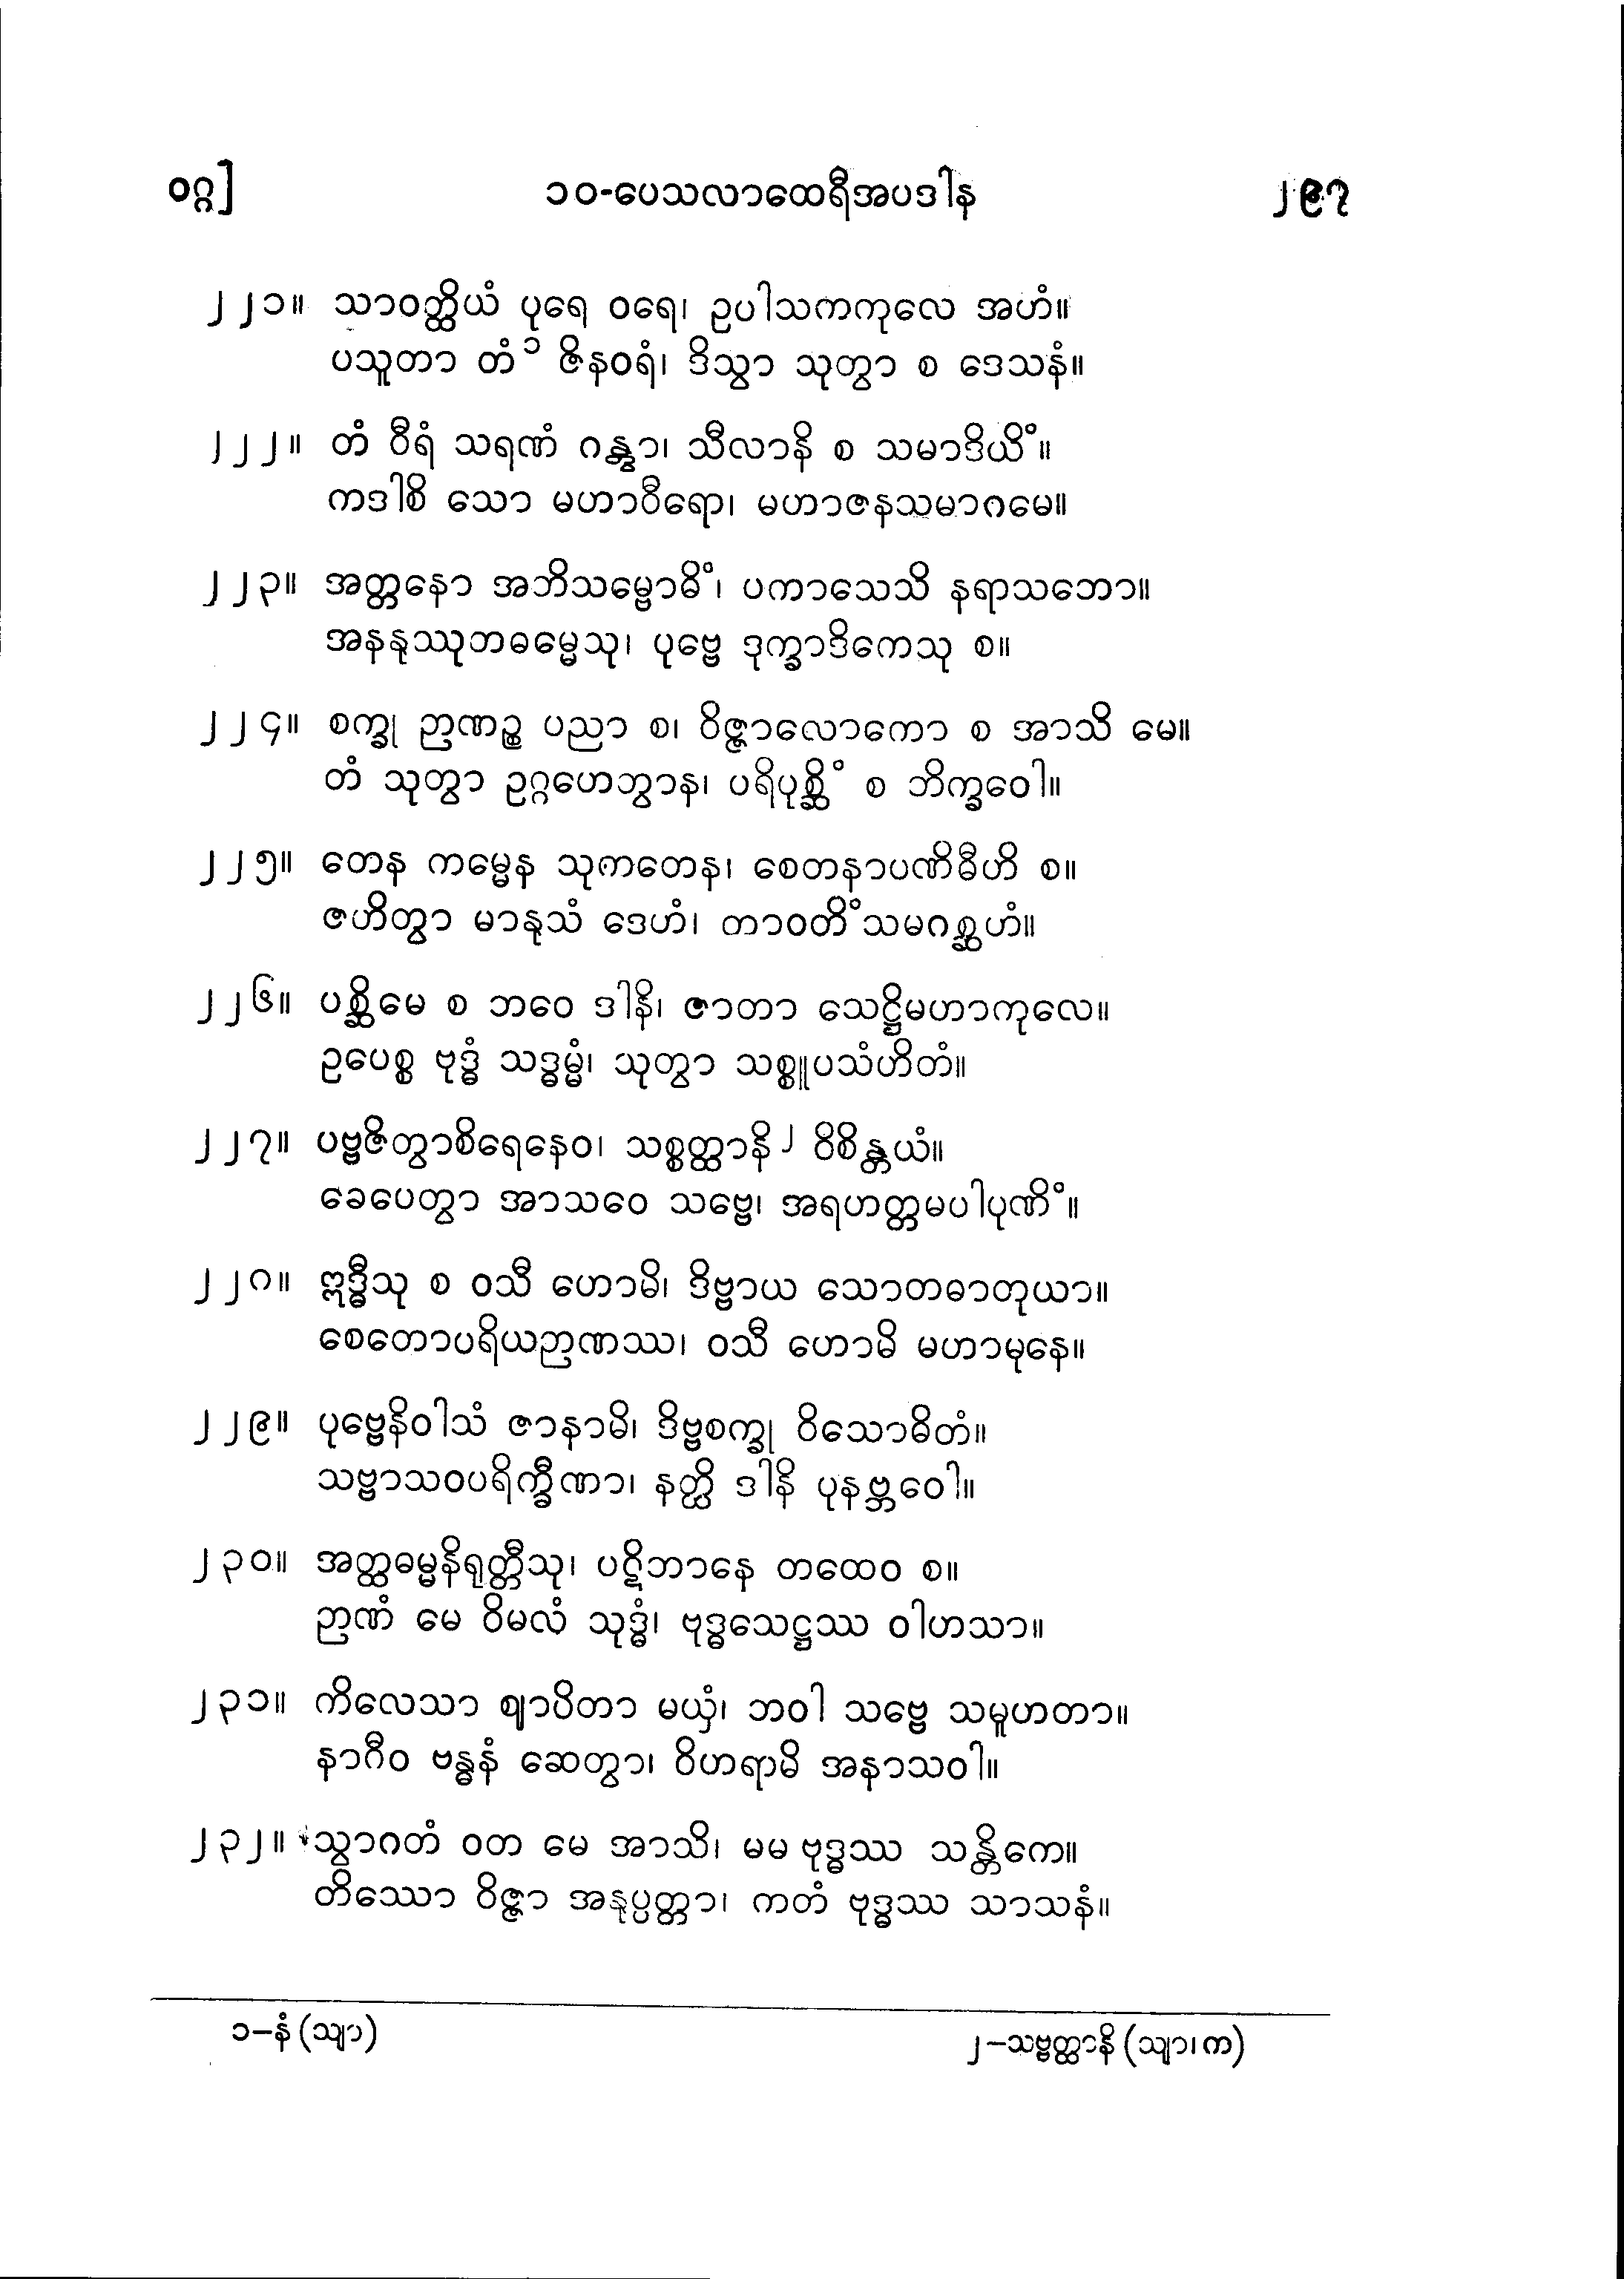 ဝဂ္ဂ]
၁၀-ပေသလာထေရီအပဒါန
၂၉၇
၂၂၁။ သာဝတ္ထိယံ ပုရေ ဝရေ၊ ဥပါသကကုလေ အဟံ။
ပသူတာ တံ ၁ ဇိနဝရံ၊ ဒိသွာ သုတွာ စ ဒေသနံ။
၂၂၂။ တံ ဝီရံ သရဏံ ဂန္တွာ၊ သီလာနိ စ သမာဒိယိံ။
ကဒါစိ သော မဟာဝီရော၊ မဟာဇနသမာဂမေ။
၂၂၃။ အတ္တနော အဘိသမ္ဗောဓိံ၊ ပကာသေသိ နရာသဘော။
အနနုဿုတဓမ္မေသု၊ ပုဗ္ဗေ ဒုက္ခာဒိကေသု စ။
၂၂၄။ စက္ခု ဉာဏဉ္စ ပညာ စ၊ ဝိဇ္ဇာလောကော စ အာသိ မေ။
တံ သုတွာ ဥဂ္ဂဟေတွာန၊ ပရိပုစ္ဆိံ စ ဘိက္ခဝေါ။
၂၂၅။ တေန ကမ္မေန သုကတေန၊ စေတနာပဏိဓီဟိ စ။
ဇဟိတွာ မာနုသံ ဒေဟံ၊ တာဝတိံသမဂစ္ဆဟံ။
၂၂၆။ ပစ္ဆိမေ စ ဘဝေ ဒါနိ၊ ဇာတာ သေဋ္ဌိမဟာကုလေ။
ဥပေစ္စ ဗုဒ္ဓံ သဒ္ဓမ္မံ၊ သုတွာ သစ္စူပသံဟိတံ။
၂၂၇။ ပဗ္ဗဇိတွာစိရေနေဝ၊ သစ္စတ္ထာနိ ၂ ဝိစိန္တယံ။
ခေပေတွာ အာသဝေ သဗ္ဗေ၊ အရဟတ္တမပါပုဏိံ။
၂၂၈။ ဣဒ္ဓီသု စ ဝသီ ဟောမိ၊ ဒိဗ္ဗာယ သောတဓာတုယာ။
စေတောပရိယဉာဏဿ၊ ဝသီ ဟောမိ မဟာမုနေ။
၂၂၉။ ပုဗ္ဗေနိဝါသံ ဇာနာမိ၊ ဒိဗ္ဗစက္ခု ဝိသောဓိတံ။
သဗ္ဗာသဝပရိက္ခီဏာ၊ နတ္ထိ ဒါနိ ပုနဗ္ဘဝေါ။
၂၃၀။ အတ္ထဓမ္မနိရုတ္တီသု၊ ပဋိဘာနေ တထေဝ စ။
ဉာဏံ မေ ဝိမလံ သုဒ္ဓံ၊ ဗုဒ္ဓသေဋ္ဌဿ ဝါဟသာ။
၂၃၁။ ကိလေသာ ဈာပိတာ မယှံ၊ ဘဝါ သဗ္ဗေ သမူဟတာ။
နာဂီဝ ဗန္ဓနံ ဆေတွာ၊ ဝိဟရာမိ အနာသဝါ။
၂၃၂။ သွာဂတံ ဝတ မေ အာသိ၊ မမ ဗုဒ္ဓဿ သန္တိကေ။
တိဿော ဝိဇ္ဇာ အနုပ္ပတ္တာ၊ ကတံ ဗုဒ္ဓဿ သာသနံ။
၁–နံ (သျာ)
၂–သဗ္ဗတ္ထာနိ (သျာ၊ က)